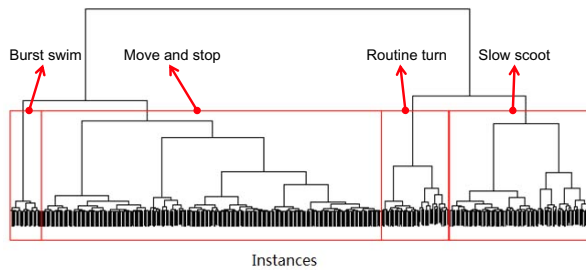 Burst swim
Move and stop
Routine turn
Slow scoot
Instances